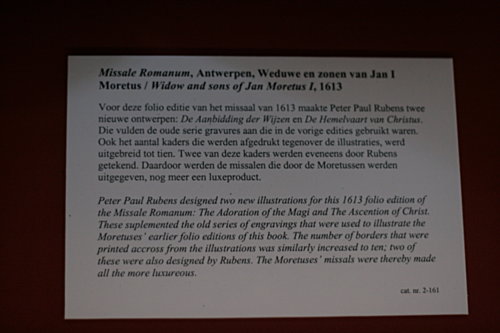 Missale Romanum, Antwerpen, Weduwe en zonen van Jan I
Moretus / Widow and sons of Jan Moretus I, 1613
Voor deze folio editie van het missaal van 1613 maakte Peter Paul Rubens twee
nieuwe ontwerpen: De Aanbidding der Wijzen en De Hemelvaart van Christus.
Die vulden de oude serie gravures aan die in de vorige edities gebruikt waren.
Ook het aantal kaders die werden afgedrukt tegenover de illustraties, werd
uitgebreid tot tien. Twee van deze kaders werden eveneens door Rubens
getekend. Daardoor werden de missalen die door de Moretussen werden
uitgegeven, nog meer een luxeproduct.
Peter Paul Rubens designed two new illustrations for this 1613 folio edition of
the Missale Romanum: The Adoration of the Magi and The Ascention of Christ.
These suplemented the old series of engravings that were used to illustrate the
Moretuses' earlier folio editions of this book. The number of borders that were
printed accross from the illustrations was similarly increased to ten; two of
these were also designed by Rubens. The Moretuses' missals were thereby made
all the more luxureous.
cat. nr. 2-161